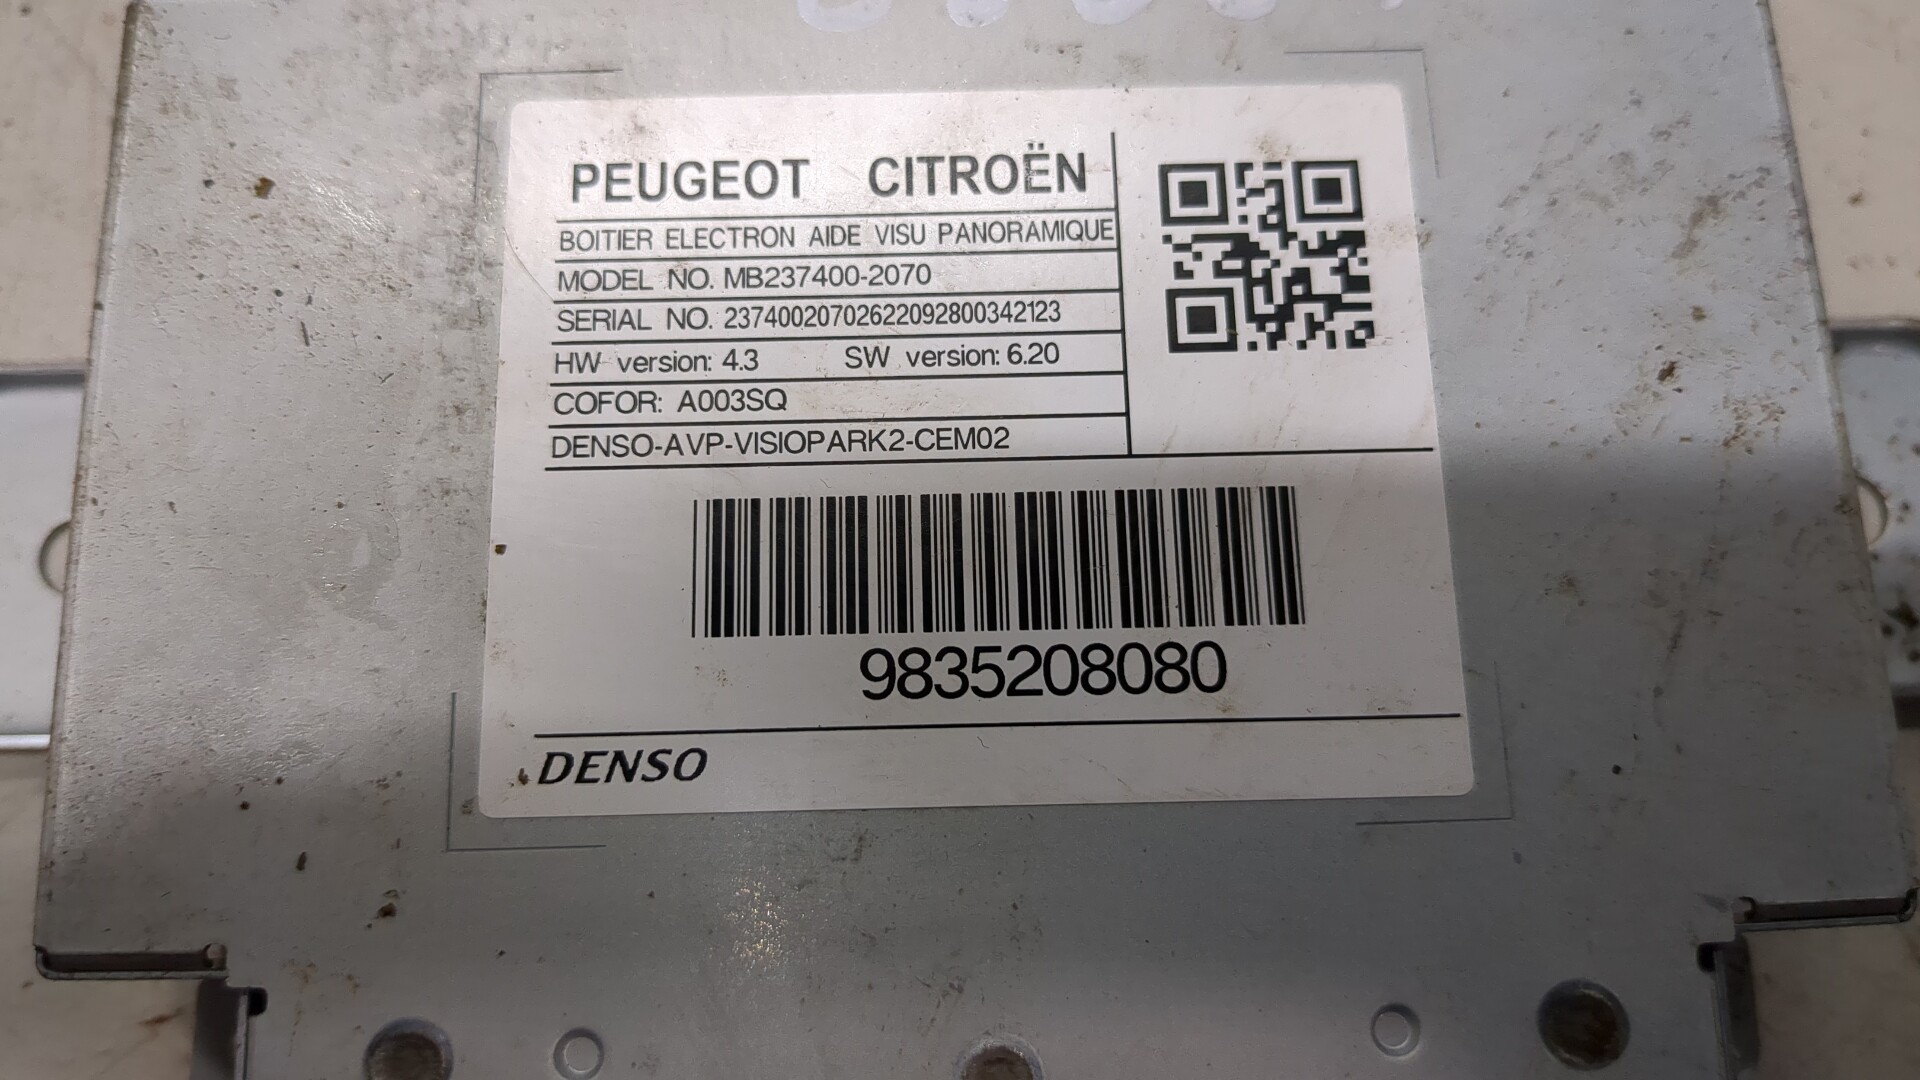 PEUGEOT CITROËN
BOITIER ELECTRON AIDE VISU PANORAMIQUE
MODEL NO. MB237400-2070
SERIAL NO. 23740020702622092800342123
HW version: 4.3 SW version: 6.20
COFOR: A003SQ
DENSO-AVP-VISIOPARK2-CEM02
9835208080
DENSO